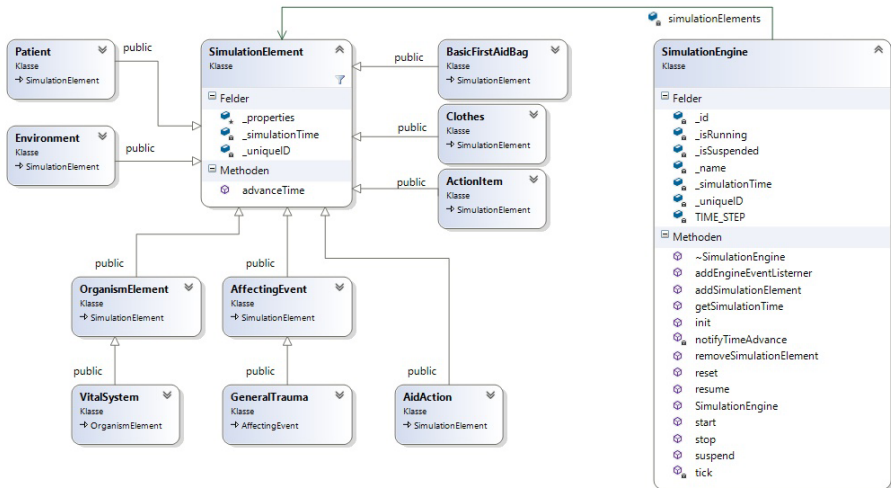 simulationElements
Patient
Klasse
SimulationElement
public
SimulationElement
Klasse
Felder
_properties
_simulationTime
_uniqueID
Methoden
advanceTime
public
BasicFirstAidBag
Klasse
SimulationElement
SimulationEngine
Klasse
Felder
_id
_isRunning
_isSuspended
_name
_simulationTime
_uniqueID
TIME_STEP
Methoden
~SimulationEngine
addEngineEventListerner
addSimulationElement
getSimulationTime
init
notifyTimeAdvance
removeSimulationElement
reset
resume
SimulationEngine
start
stop
suspend
tick
Environment
Klasse
SimulationElement
public
public
Clothes
Klasse
SimulationElement
public
ActionItem
Klasse
SimulationElement
public
OrganismElement
Klasse
SimulationElement
public
AffectingEvent
Klasse
SimulationElement
public
VitalSystem
Klasse
OrganismElement
public
GeneralTrauma
Klasse
AffectingEvent
public
AidAction
Klasse
SimulationElement